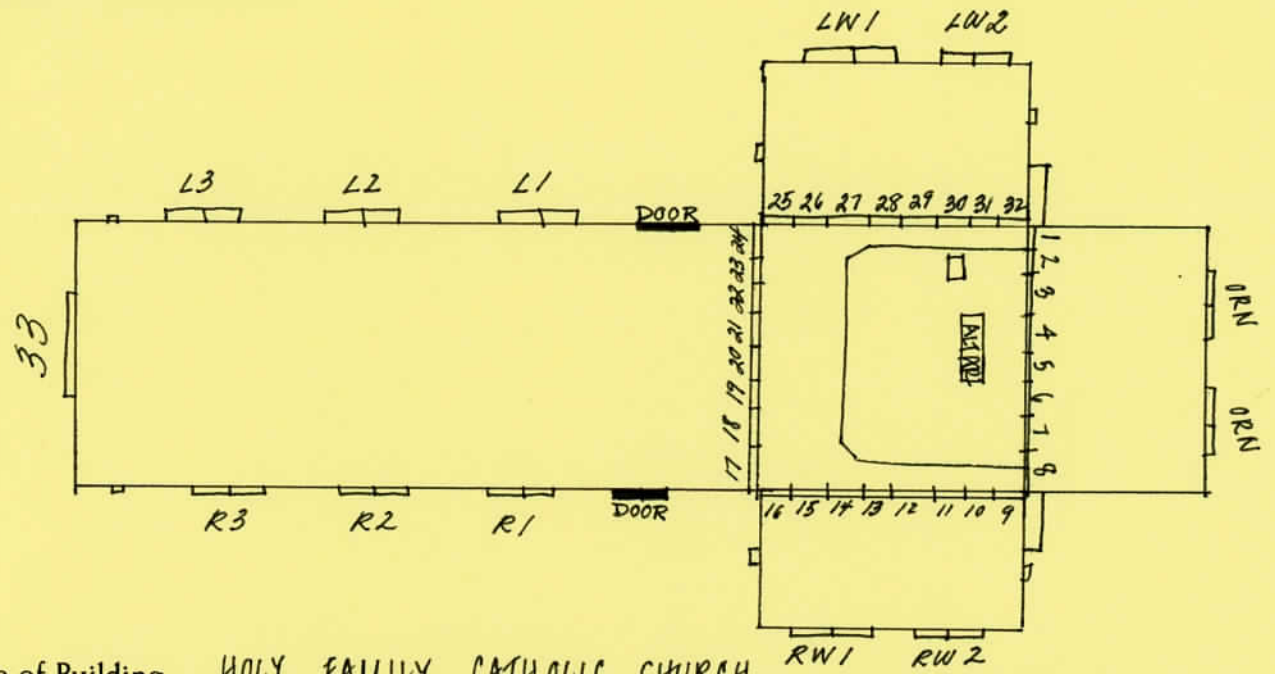 LW1 LW2
L3 L2 L1
DOOR
25 26 27 28 29 30 31 32
24
23
22
21
20
19
18
17
1
2
3
4
5
6
7
8
ALTAR
33
ORN
ORN
16 15 14 13 12 11 10 9
R3 R2 R1
DOOR
RW1 RW2
of Building HOLY FAMILY CATHOLIC CHURCH